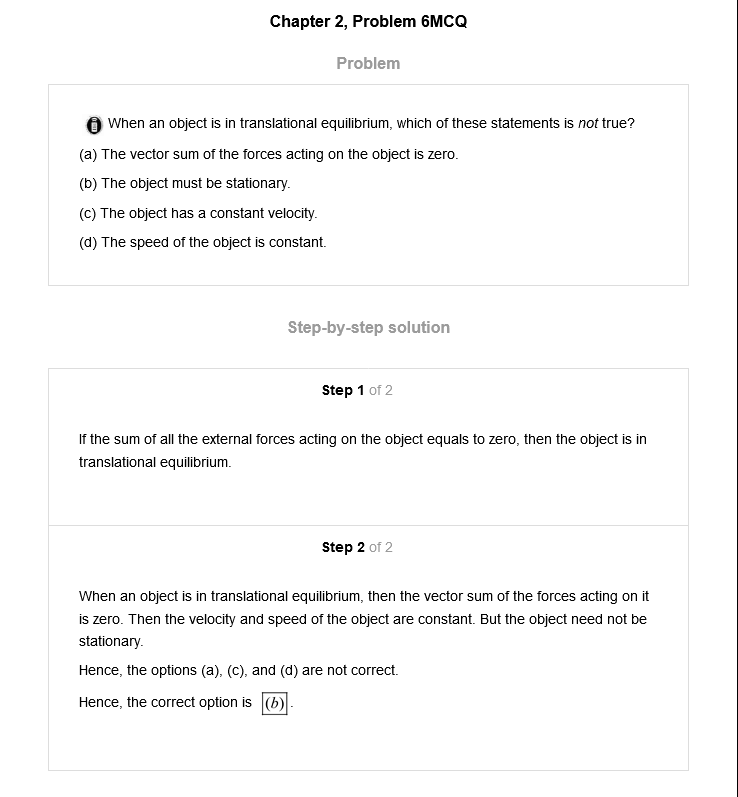 Chapter 2, Problem 6MCQ
Problem
When an object is in translational equilibrium, which of these statements is not true?
(a) The vector sum of the forces acting on the object is zero.
(b) The object must be stationary.
(c) The object has a constant velocity.
(d) The speed of the object is constant.
Step-by-step solution
Step 1 of 2
If the sum of all the external forces acting on the object equals to zero, then the object is in
translational equilibrium.
Step 2 of 2
When an object is in translational equilibrium, then the vector sum of the forces acting on it
is zero. Then the velocity and speed of the object are constant. But the object need not be
stationary.
Hence, the options (a), (c), and (d) are not correct.
Hence, the correct option is (b).